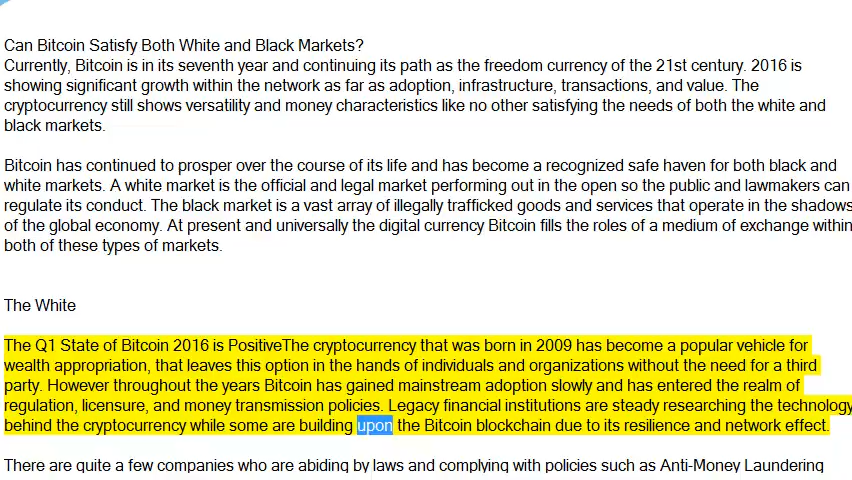 Can Bitcoin Satisfy Both White and Black Markets?
Currently, Bitcoin is in its seventh year and continuing its path as the freedom currency of the 21st century. 2016 is
showing significant growth within the network as far as adoption, infrastructure, transactions, and value. The
cryptocurrency still shows versatility and money characteristics like no other satisfying the needs of both the white and
black markets.
Bitcoin has continued to prosper over the course of its life and has become a recognized safe haven for both black and
white markets. A white market is the official and legal market performing out in the open so the public and lawmakers can
regulate its conduct. The black market is a vast array of illegally trafficked goods and services that operate in the shadows
of the global economy. At present and universally the digital currency Bitcoin fills the roles of a medium of exchange within
both of these types of markets.
The White
The Q1 State of Bitcoin 2016 is PositiveThe cryptocurrency that was born in 2009 has become a popular vehicle for
wealth appropriation, that leaves this option in the hands of individuals and organizations without the need for a third
party. However throughout the years Bitcoin has gained mainstream adoption slowly and has entered the realm of
regulation, licensure, and money transmission policies. Legacy financial institutions are steady researching the technology
behind the cryptocurrency while some are building upon the Bitcoin blockchain due to its resilience and network effect.
There are quite a few companies who are abiding by laws and complying with policies such as Anti-Money Laundering